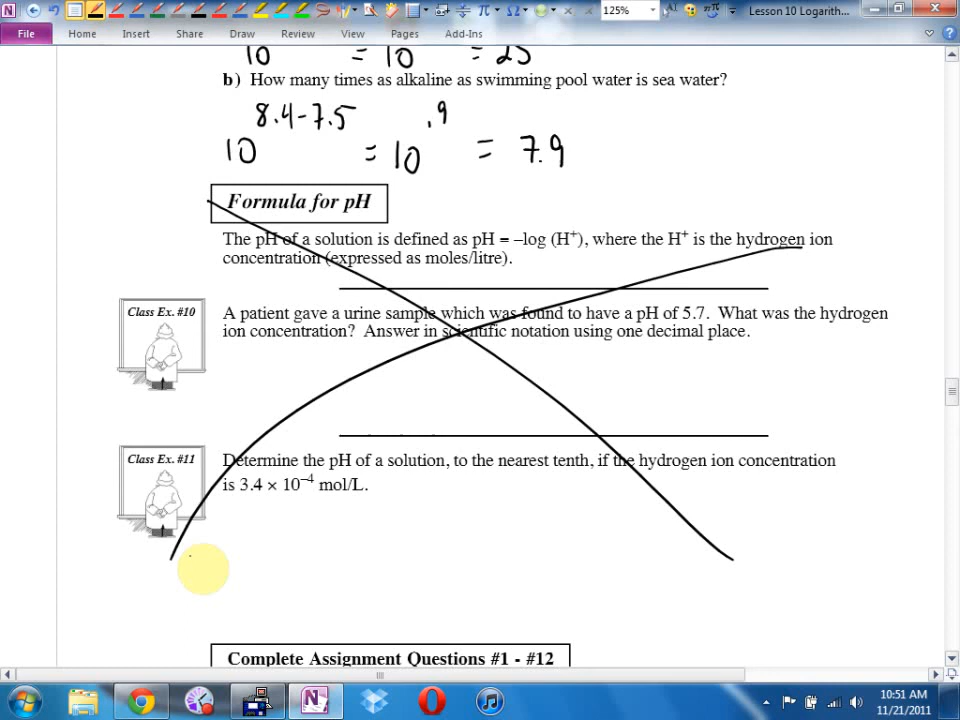 125%
Lesson 10 Logarith...
File Home Insert Share Draw Review View Pages Add-Ins
10 = 10 = 25
b) How many times as alkaline as swimming pool water is sea water?
8.4-7.5 .9
10 = 10 = 7.9
Formula for pH
The pH of a solution is defined as pH = –log (H⁺), where the H⁺ is the hydrogen ion
concentration (expressed as moles/litre).
Class Ex. #10
A patient gave a urine sample which was found to have a pH of 5.7. What was the hydrogen
ion concentration? Answer in scientific notation using one decimal place.
Class Ex. #11
Determine the pH of a solution, to the nearest tenth, if the hydrogen ion concentration
is 3.4 × 10⁻⁴ mol/L.
Complete Assignment Questions #1 - #12
10:51 AM
11/21/2011